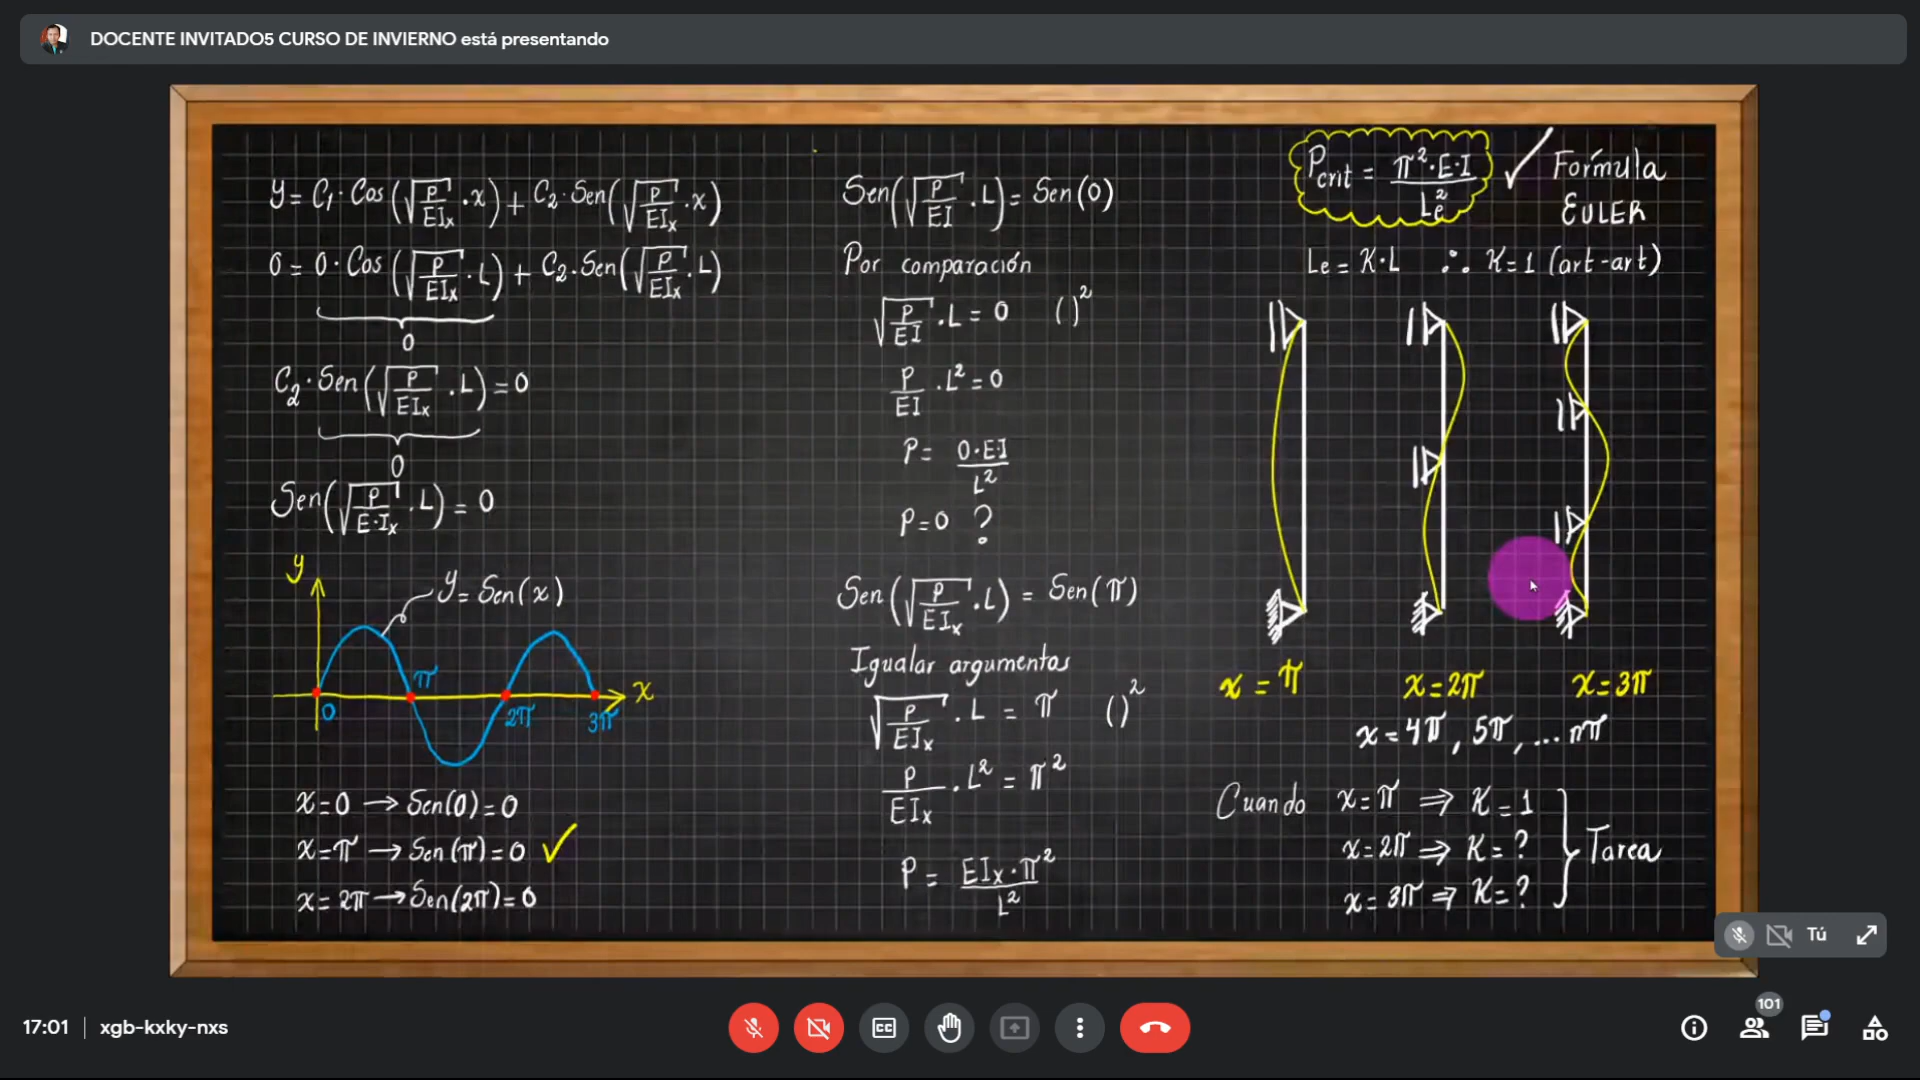 DOCENTE INVITADO5 CURSO DE INVIERNO está presentando
y = C₁·Cos(√(P/EIx)·x) + C₂·Sen(√(P/EIx)·x)
0 = 0·Cos(√(P/EIx)·L) + C₂·Sen(√(P/EIx)·L)
0
C₂·Sen(√(P/EIx)·L) = 0
0
Sen(√(P/E·Ix)·L) = 0
y
y = Sen(x)
π
x
0
2π
3π
x=0 → Sen(0)=0
x=π → Sen(π)=0 ✓
x=2π → Sen(2π)=0
Sen(√(P/EI)·L) = Sen(0)
Por comparación
√(P/EI)·L = 0 ( )²
P/EI·L² = 0
P = 0·E·I/L²
P=0 ?
Sen(√(P/EIx)·L) = Sen(π)
Igualar argumentos
√(P/EIx)·L = π ( )²
P/EIx·L² = π²
P = EIx·π²/L²
Pcrit = π²·E·I/Le² ✓ Fórmula
EULER
Le = K·L ∴ K=1 (art-art)
x = π x=2π x=3π
x=4π, 5π, ... nπ
Cuando x=π ⇒ K=1
x=2π ⇒ K=? Tarea
x=3π ⇒ K=?
Tú
17:01 | xgb-kxky-nxs
CC
101